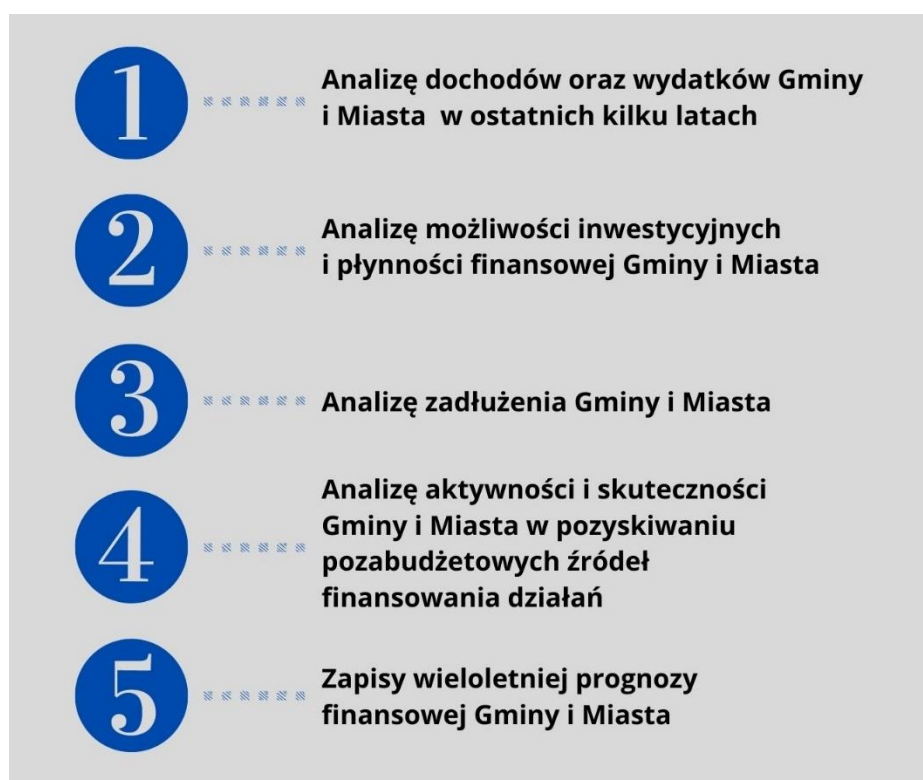 1
Analizę dochodów oraz wydatków Gminy
i Miasta w ostatnich kilku latach
2
Analizę możliwości inwestycyjnych
i płynności finansowej Gminy i Miasta
3
Analizę zadłużenia Gminy i Miasta
4
Analizę aktywności i skuteczności
Gminy i Miasta w pozyskiwaniu
pozabudżetowych źródeł
finansowania działań
5
Zapisy wieloletniej prognozy
finansowej Gminy i Miasta